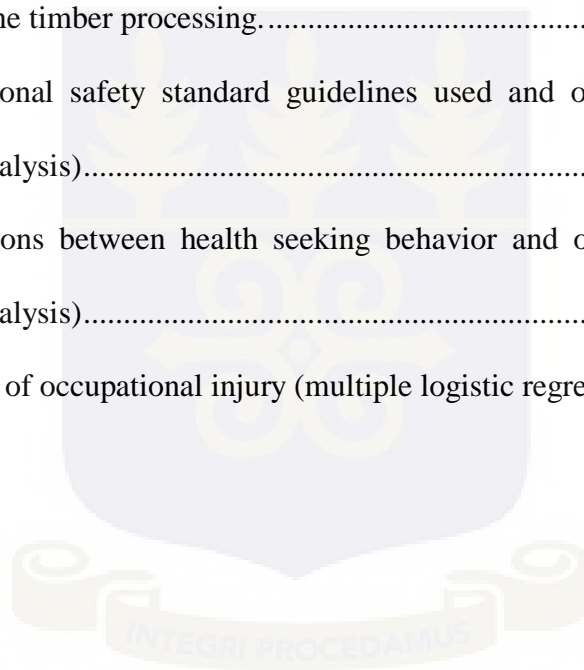 ne timber processing.................................................
onal safety standard guidelines used and o
alysis)................................................................................
ons between health seeking behavior and o
alysis)................................................................................
of occupational injury (multiple logistic regre
INTEGRI PROCEDAMUS